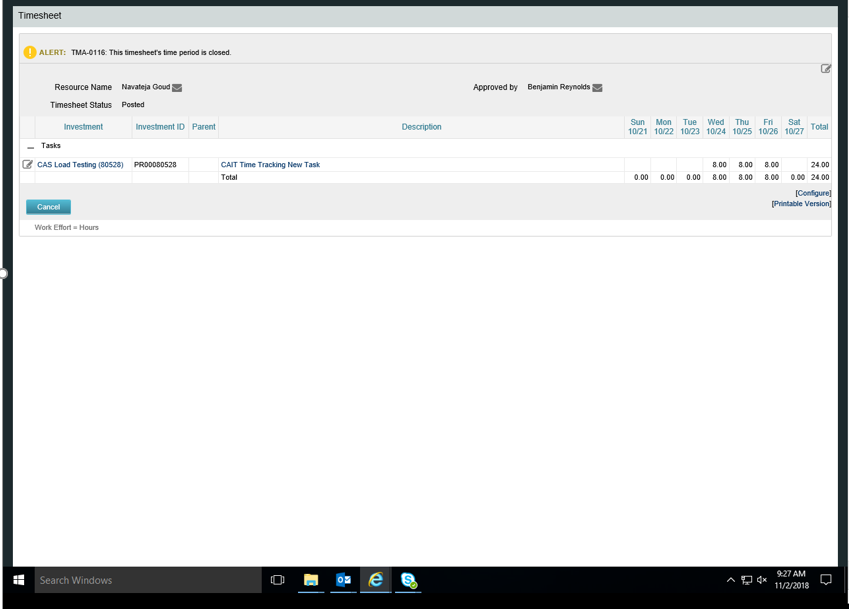 Timesheet
ALERT: TMA-0116: This timesheet's time period is closed.
Resource Name Navateja Goud Approved by Benjamin Reynolds
Timesheet Status Posted
Investment Investment ID Parent Description Sun 10/21 Mon 10/22 Tue 10/23 Wed 10/24 Thu 10/25 Fri 10/26 Sat 10/27 Total
Tasks
CAS Load Testing (80528) PR00080528 CAIT Time Tracking New Task 8.00 8.00 8.00 24.00
Total 0.00 0.00 0.00 8.00 8.00 8.00 0.00 24.00
[Configure]
[Printable Version]
Cancel
Work Effort = Hours
Search Windows
9:27 AM
11/2/2018